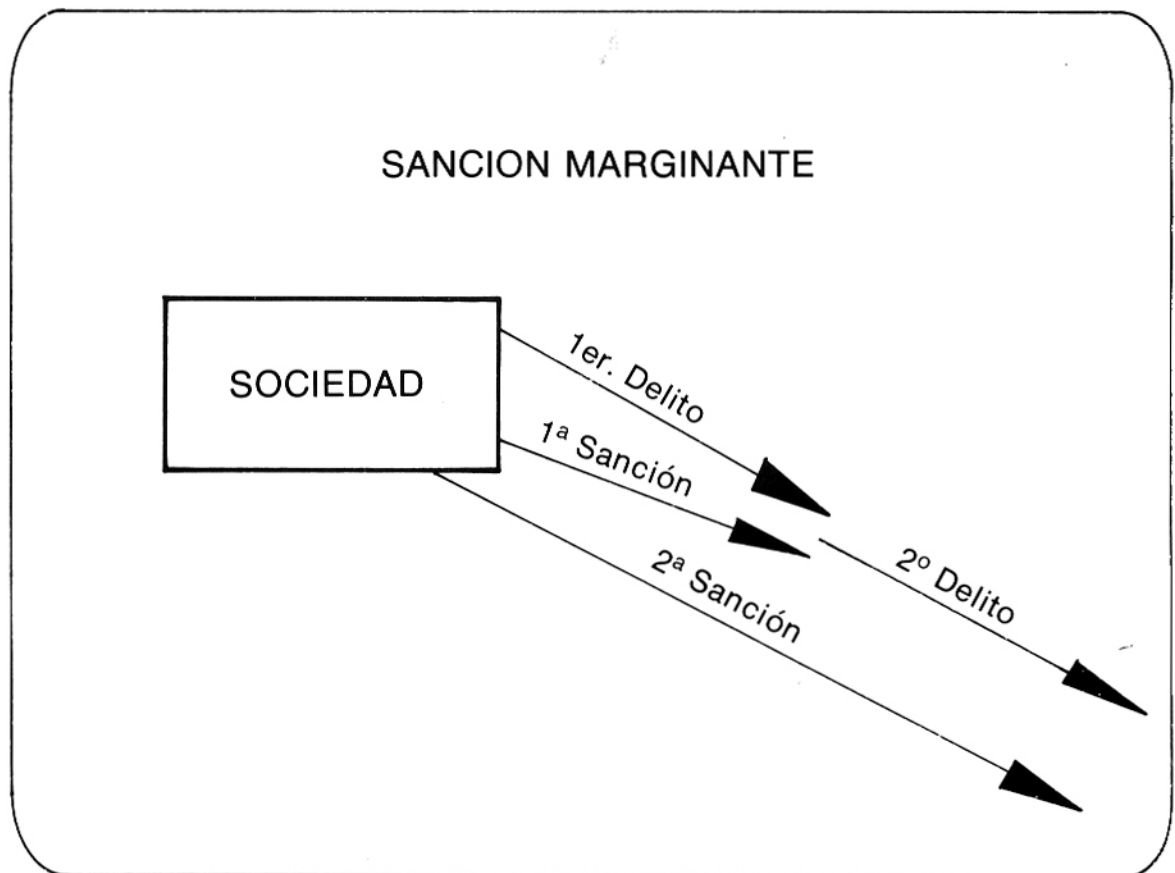 SANCION MARGINANTE
SOCIEDAD
1er. Delito
1ª Sanción
2ª Sanción
2º Delito